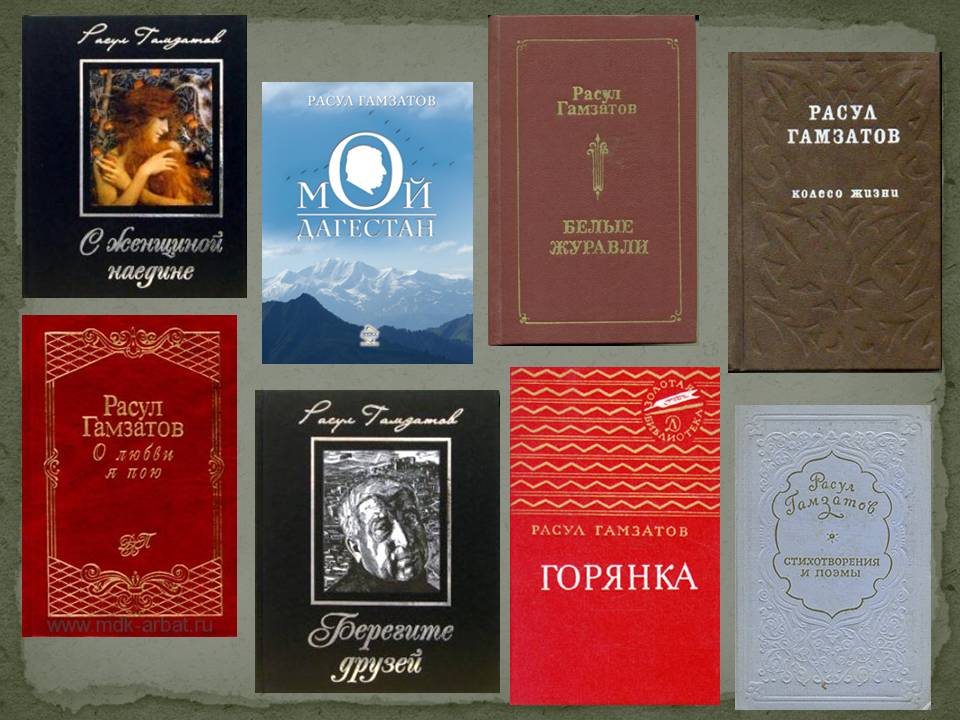 Расул Гамзатов
С женщиной
наедине
РАСУЛ ГАМЗАТОВ
МОЙ
ДАГЕСТАН
Расул
Гамзатов
БЕЛЫЕ
ЖУРАВЛИ
РАСУЛ
ГАМЗАТОВ
колесо жизни
Расул
Гамзатов
О любви
я пою
www.mdk-arbat.ru
Расул Гамзатов
Берегите
друзей
ЗОЛОТАЯ
БИБЛИОТЕКА
РАСУЛ ГАМЗАТОВ
ГОРЯНКА
Расул
Гамзатов
СТИХОТВОРЕНИЯ
И ПОЭМЫ